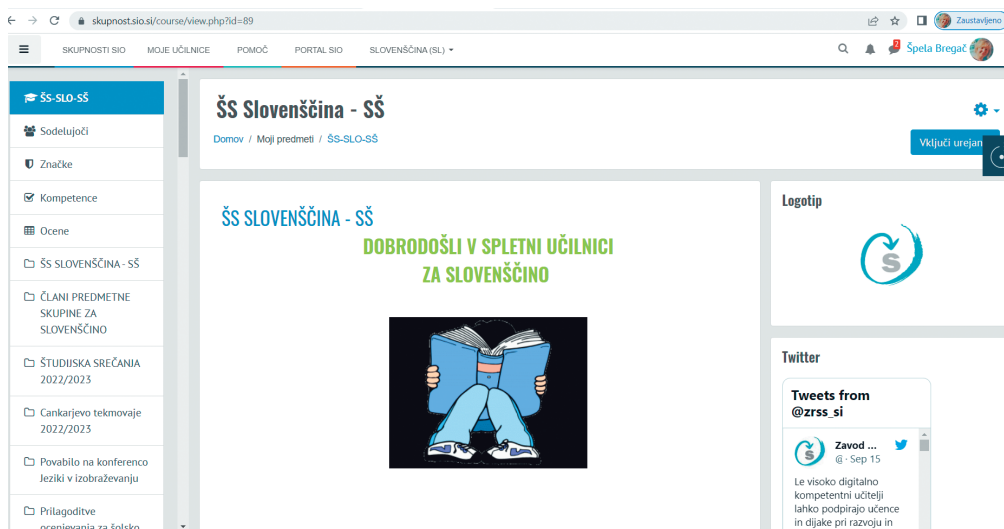 skupnost.sio.si/course/view.php?id=89
Zaustavljeno
SKUPNOSTI SIO MOJE UČILNICE POMOČ PORTAL SIO SLOVENŠČINA (SL)
2
Špela Bregač
ŠS-SLO-SŠ
Sodelujoči
Značke
Kompetence
Ocene
ŠS SLOVENŠČINA - SŠ
ČLANI PREDMETNE
SKUPINE ZA
SLOVENŠČINO
ŠTUDIJSKA SREČANJA
2022/2023
Cankarjevo tekmovaje
2022/2023
Povabilo na konferenco
Jeziki v izobraževanju
Prilagoditve
ocenjevanja za šolsko
ŠS Slovenščina - SŠ
Domov / Moji predmeti / ŠS-SLO-SŠ
Vključi urejan
ŠS SLOVENŠČINA - SŠ
DOBRODOŠLI V SPLETNI UČILNICI
ZA SLOVENŠČINO
Logotip
S
Twitter
Tweets from
@zrss_si
S
Zavod ...
@ · Sep 15
Le visoko digitalno
kompetentni učitelji
lahko podpirajo učence
in dijake pri razvoju in